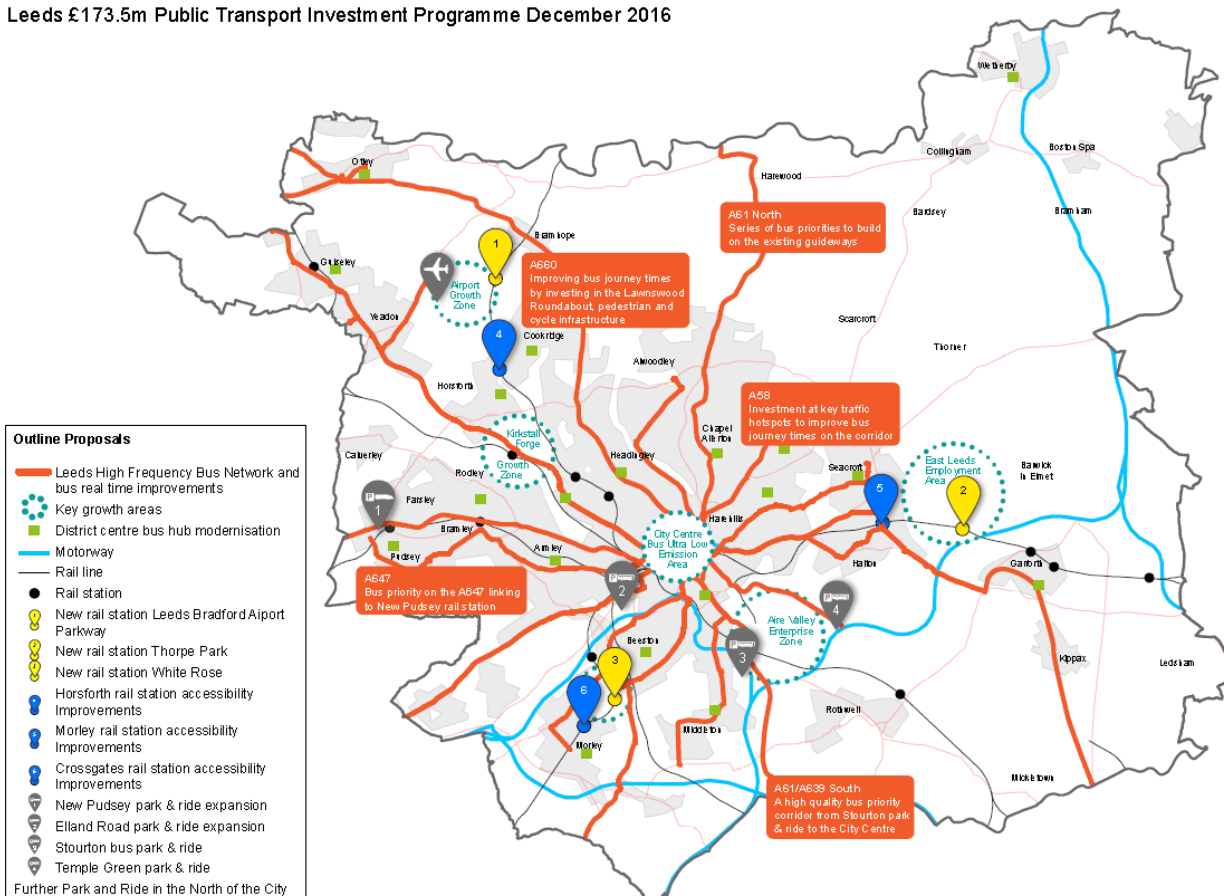 Leeds £173.5m Public Transport Investment Programme December 2016
Wetherby
Collingham
Boston Spa
Otley
Harewood
Bardsey
Bramham
A61 North
Series of bus priorities to build
on the existing guideways
Bramhope
1
Guiseley
A660
Improving bus journey times
by investing in the Lawnswood
Roundabout, pedestrian and
cycle infrastructure
Airport
Growth
Zone
Yeadon
Scarcroft
4
Cookridge
Thorner
Alwoodley
Horsforth
A58
Investment at key traffic
hotspots to improve bus
journey times on the corridor
Chapel
Allerton
Kirkstall
Forge
Growth
Zone
Headingley
Calverley
Rodley
Seacroft
East Leeds
Employment
Area
Barwick
In Elmet
5
2
Farsley
P
1
Bramley
Harehills
City Centre
Bus Ultra Low
Emission
Area
Pudsey
Armley
Halton
Garforth
A647
Bus priority on the A647 linking
to New Pudsey rail station
P
2
P
4
Aire Valley
Enterprise
Zone
Beeston
P
3
3
Kippax
Ledsham
6
Rothwell
Middleton
Morley
Mickletown
A61/A639 South
A high quality bus priority
corridor from Stourton park
& ride to the City Centre
Outline Proposals
Leeds High Frequency Bus Network and
bus real time improvements
Key growth areas
District centre bus hub modernisation
Motorway
Rail line
Rail station
New rail station Leeds Bradford Aiport
Parkway
New rail station Thorpe Park
New rail station White Rose
Horsforth rail station accessibility
Improvements
Morley rail station accessibility
Improvements
Crossgates rail station accessibility
Improvements
New Pudsey park & ride expansion
Elland Road park & ride expansion
Stourton bus park & ride
Temple Green park & ride
Further Park and Ride in the North of the City